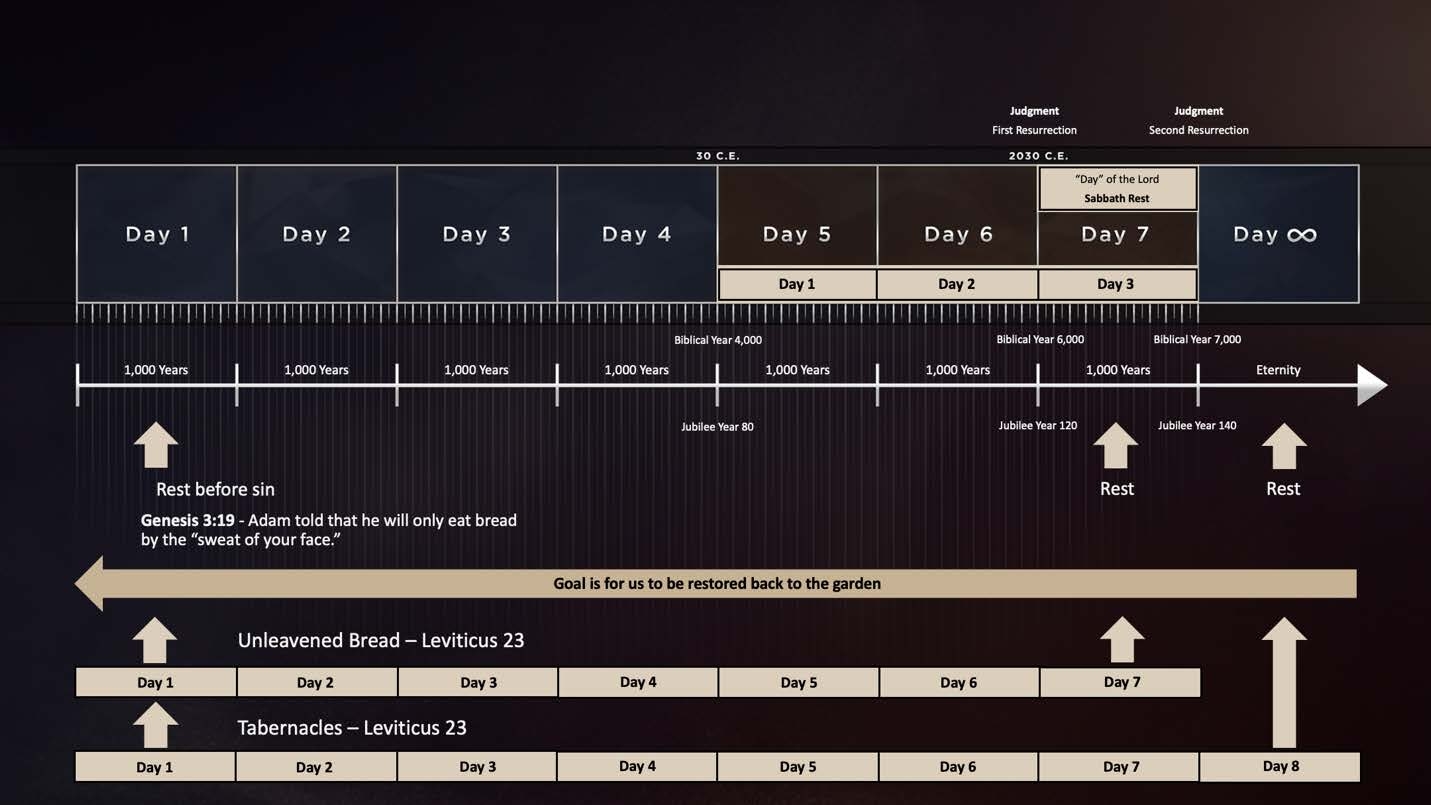 Judgment
First Resurrection
Judgment
Second Resurrection
30 C.E.
2030 C.E.
Day 1
Day 2
Day 3
Day 4
Day 5
Day 6
"Day" of the Lord
Sabbath Rest
Day 7
Day ∞
Day 1
Day 2
Day 3
Biblical Year 4,000
Biblical Year 6,000
Biblical Year 7,000
1,000 Years
1,000 Years
1,000 Years
1,000 Years
1,000 Years
1,000 Years
1,000 Years
Eternity
Jubilee Year 80
Jubilee Year 120
Jubilee Year 140
Rest before sin
Rest
Rest
Genesis 3:19 - Adam told that he will only eat bread
by the “sweat of your face.”
Goal is for us to be restored back to the garden
Unleavened Bread – Leviticus 23
Day 1
Day 2
Day 3
Day 4
Day 5
Day 6
Day 7
Tabernacles – Leviticus 23
Day 1
Day 2
Day 3
Day 4
Day 5
Day 6
Day 7
Day 8